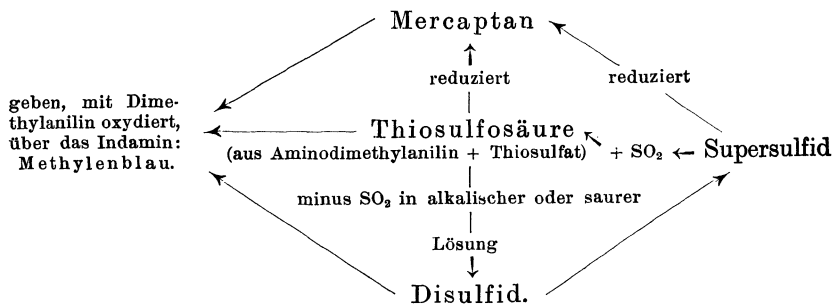 Mercaptan
reduziert
reduziert
geben, mit Dime-
thylanilin oxydiert,
über das Indamin:
Methylenblau.
Thiosulfosäure
(aus Aminodimethylanilin + Thiosulfat)
+ SO₂
Supersulfid
minus SO₂ in alkalischer oder saurer
Lösung
Disulfid.